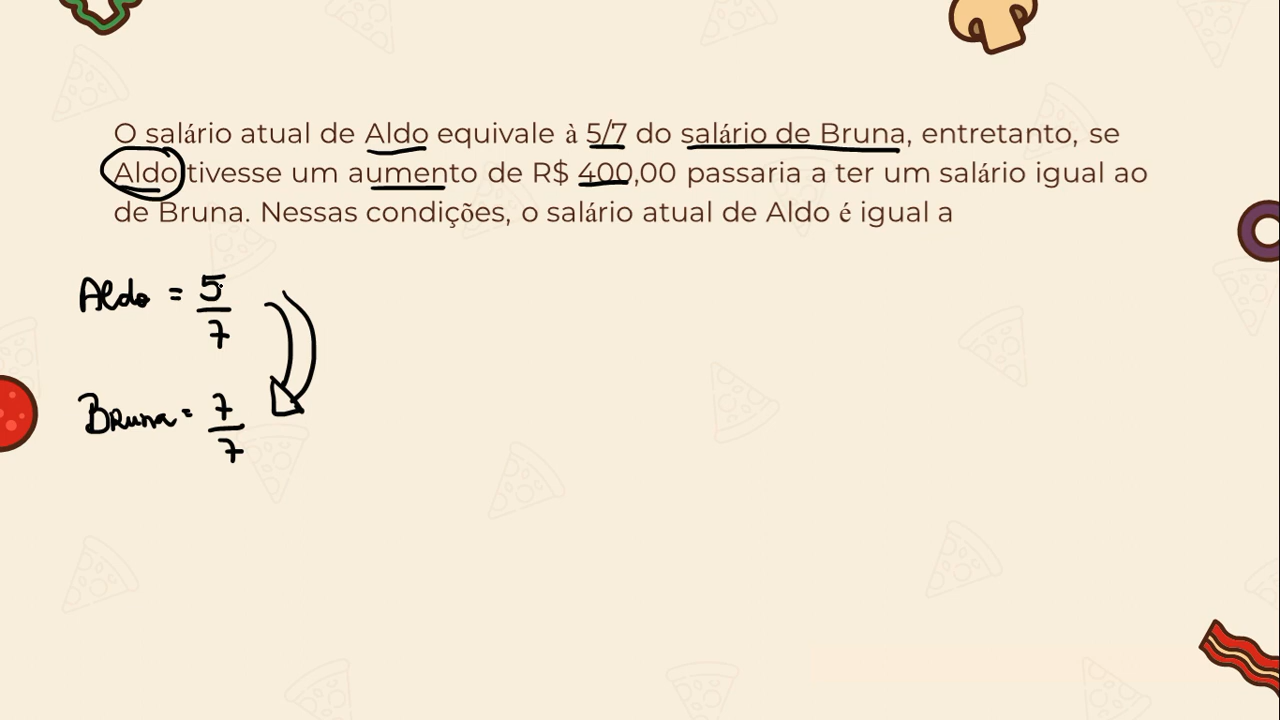 O salário atual de Aldo equivale à 5/7 do salário de Bruna, entretanto, se
Aldo tivesse um aumento de R$ 400,00 passaria a ter um salário igual ao
de Bruna. Nessas condições, o salário atual de Aldo é igual a
Aldo = 5/7
Bruna = 7/7